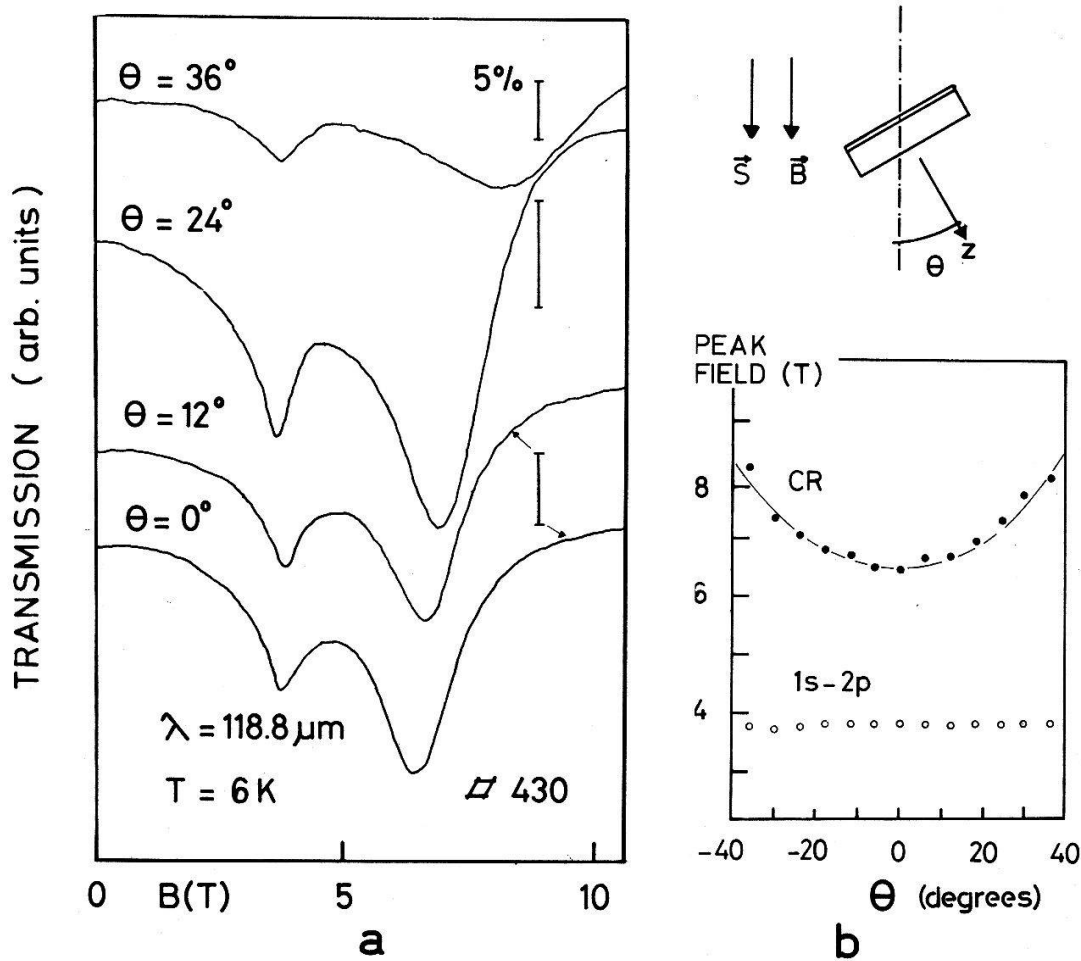 TRANSMISSION (arb. units)
θ = 36°
5%
θ = 24°
θ = 12°
θ = 0°
λ = 118.8 μm
T = 6 K
▱ 430
0 B(T) 5 10
a
S⃗ B⃗
z
θ
PEAK
FIELD (T)
8
CR
6
1s-2p
4
-40 -20 0 20 40
θ (degrees)
b